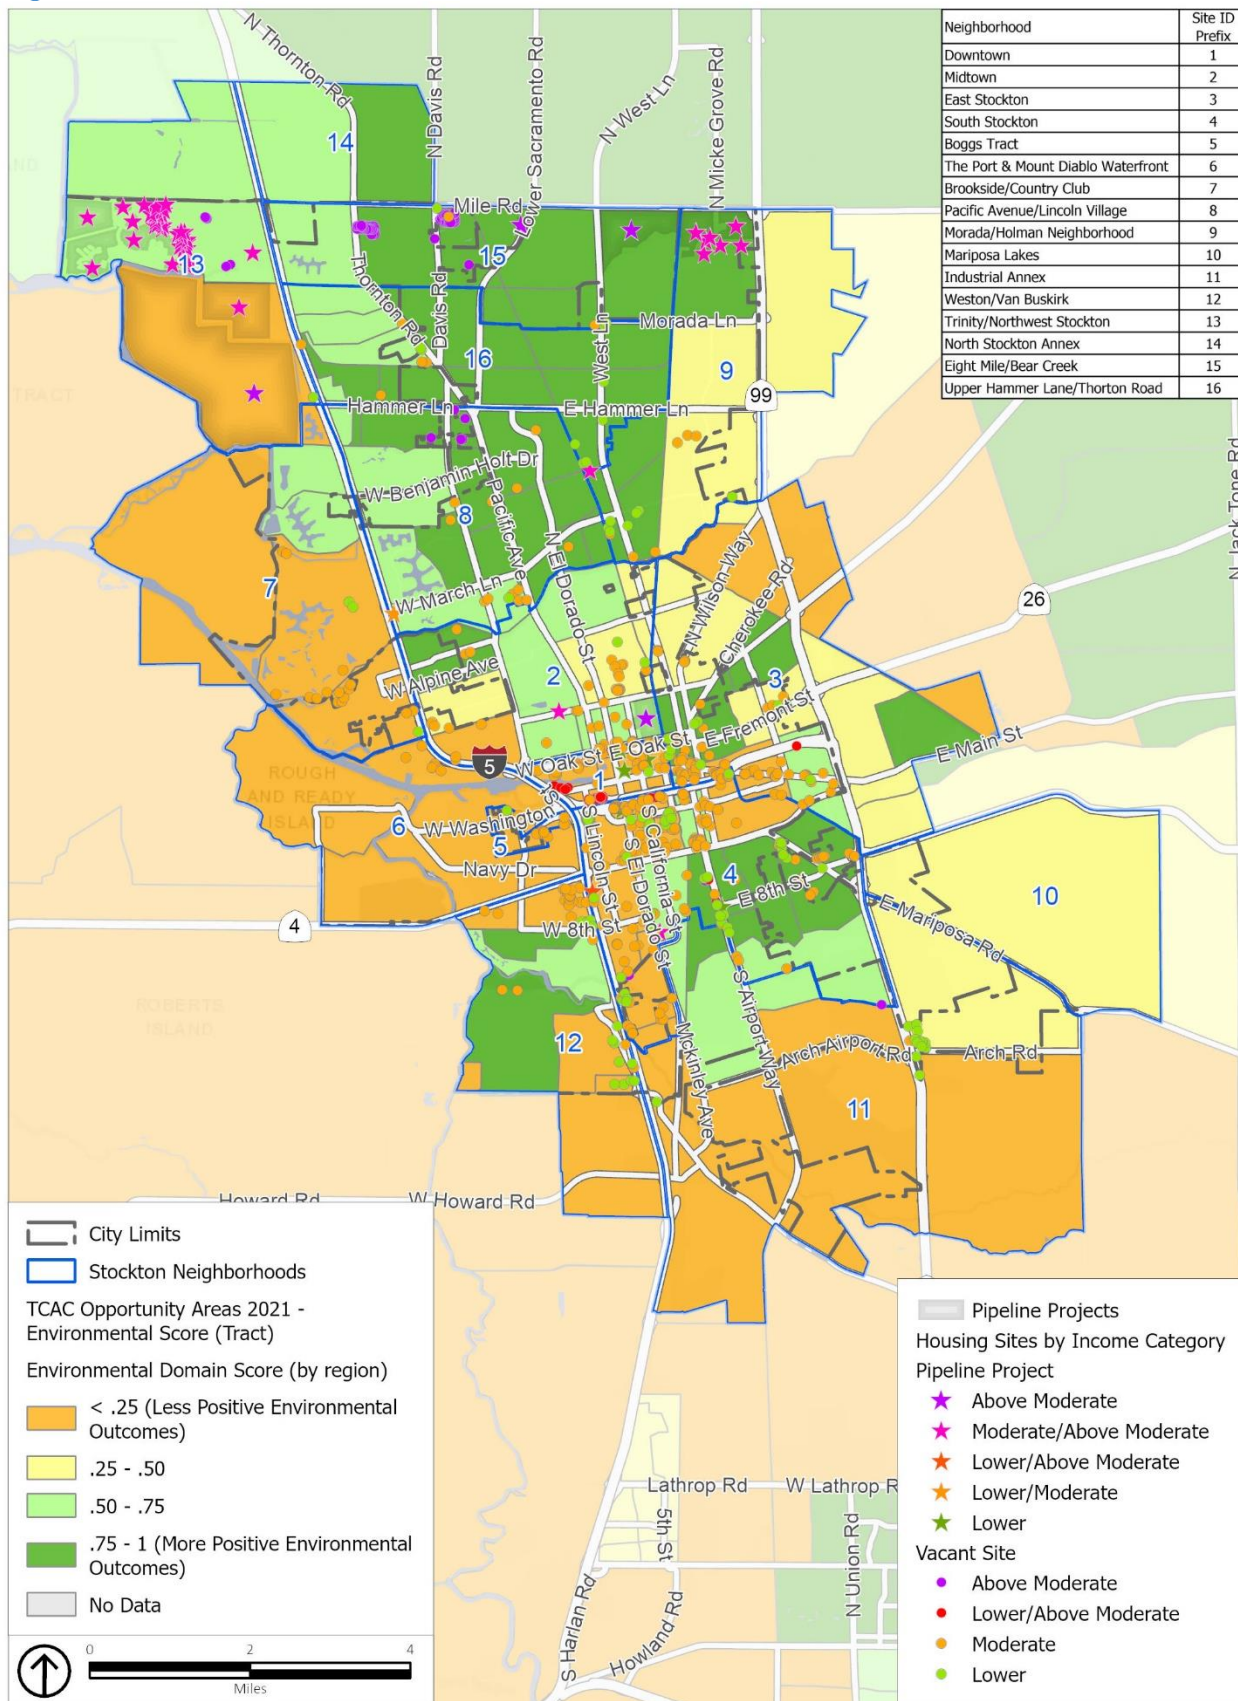 Neighborhood
Site ID
Prefix
Downtown 1
Midtown 2
East Stockton 3
South Stockton 4
Boggs Tract 5
The Port & Mount Diablo Waterfront 6
Brookside/Country Club 7
Pacific Avenue/Lincoln Village 8
Morada/Holman Neighborhood 9
Mariposa Lakes 10
Industrial Annex 11
Weston/Van Buskirk 12
Trinity/Northwest Stockton 13
North Stockton Annex 14
Eight Mile/Bear Creek 15
Upper Hammer Lane/Thorton Road 16
N Thornton Rd
N Davis Rd
Lower Sacramento Rd
N West Ln
N Micke Grove Rd
14
Mile Rd
13
15
Thornton Rd
Davis Rd
West Ln
Morada Ln
TRACT
16
9
Hammer Ln
E Hammer Ln
99
W Benjamin Holt Dr
Pacific Ave
8
N El Dorado St
N Jack Tone Rd
7
W March Ln
N Wilson Way
Cherokee Rd
26
2
3
W Alpine Ave
E Fremont St
W Oak St
E Oak St
E Main St
5
1
ROUGH
AND READY
ISLAND
6
W Washington St
5
S Lincoln St
S California St
S El Dorado St
Navy Dr
4
E 8th St
10
4
W 8th St
E Mariposa Rd
ROBERTS
ISLAND
12
S Airport Way
Mckinley Ave
Arch Airport Rd
Arch Rd
11
Howard Rd
W Howard Rd
City Limits
Stockton Neighborhoods
TCAC Opportunity Areas 2021 -
Environmental Score (Tract)
Environmental Domain Score (by region)
< .25 (Less Positive Environmental
Outcomes)
.25 - .50
.50 - .75
.75 - 1 (More Positive Environmental
Outcomes)
No Data
0 2 4
Miles
Lathrop Rd
W Lathrop R
5th St
N Union Rd
S Harlan Rd
Howland Rd
Pipeline Projects
Housing Sites by Income Category
Pipeline Project
Above Moderate
Moderate/Above Moderate
Lower/Above Moderate
Lower/Moderate
Lower
Vacant Site
Above Moderate
Lower/Above Moderate
Moderate
Lower